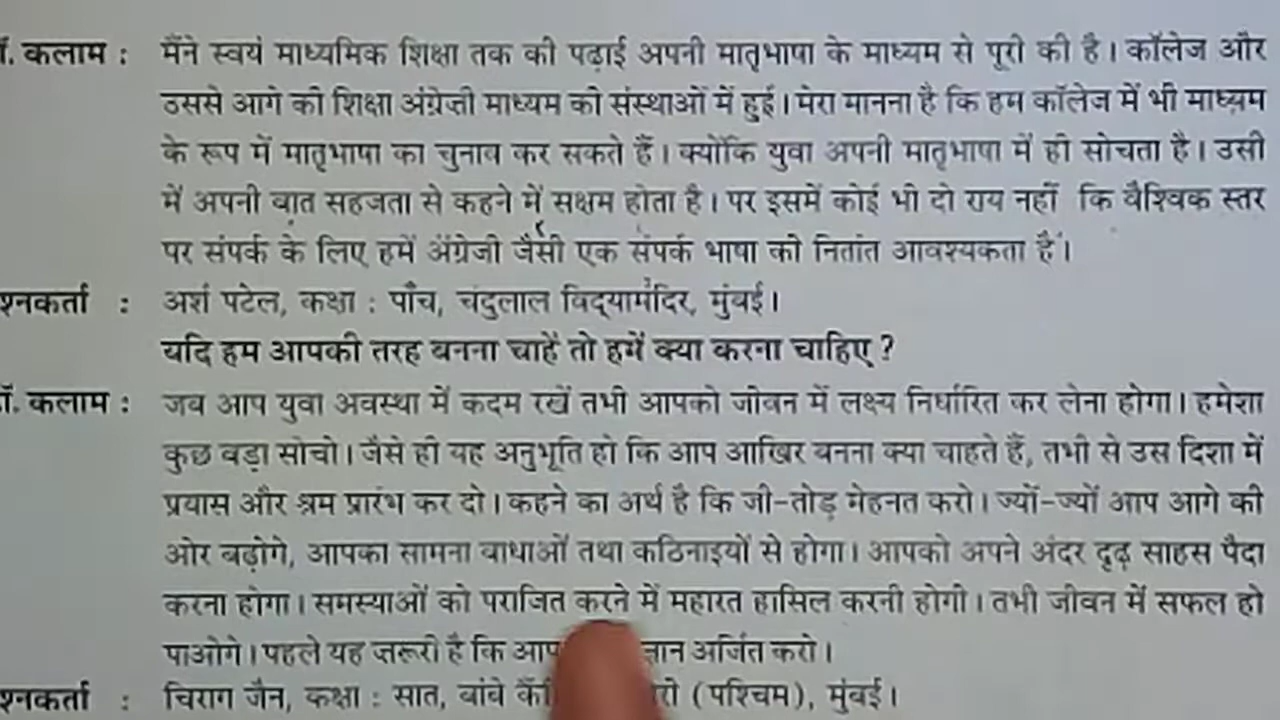 ॉ. कलाम : मैंने स्वयं माध्यमिक शिक्षा तक की पढ़ाई अपनी मातृभाषा के माध्यम से पूरी की है। कॉलेज और
उससे आगे की शिक्षा अंग्रेजी माध्यम की संस्थाओं में हुई। मेरा मानना है कि हम कॉलेज में भी माध्यम
के रूप में मातृभाषा का चुनाव कर सकते हैं। क्योंकि युवा अपनी मातृभाषा में ही सोचता है। उसी
में अपनी बात सहजता से कहने में सक्षम होता है। पर इसमें कोई भी दो राय नहीं कि वैश्विक स्तर
पर संपर्क के लिए हमें अंग्रेजी जैसी एक संपर्क भाषा की नितांत आवश्यकता है।
श्नकर्ता : अर्श पटेल, कक्षा : पाँच, चंदुलाल विद्यामंदिर, मुंबई।
यदि हम आपकी तरह बनना चाहें तो हमें क्या करना चाहिए ?
डॉ. कलाम : जब आप युवा अवस्था में कदम रखें तभी आपको जीवन में लक्ष्य निर्धारित कर लेना होगा। हमेशा
कुछ बड़ा सोचो। जैसे ही यह अनुभूति हो कि आप आखिर बनना क्या चाहते हैं, तभी से उस दिशा में
प्रयास और श्रम प्रारंभ कर दो। कहने का अर्थ है कि जी-तोड़ मेहनत करो। ज्यों-ज्यों आप आगे की
ओर बढ़ोगे, आपका सामना बाधाओं तथा कठिनाइयों से होगा। आपको अपने अंदर दृढ़ साहस पैदा
करना होगा। समस्याओं को पराजित करने में महारत हासिल करनी होगी। तभी जीवन में सफल हो
पाओगे। पहले यह जरूरी है कि आप ज्ञान अर्जित करो।
श्नकर्ता : चिराग जैन, कक्षा : सात, बांबे (पश्चिम), मुंबई।